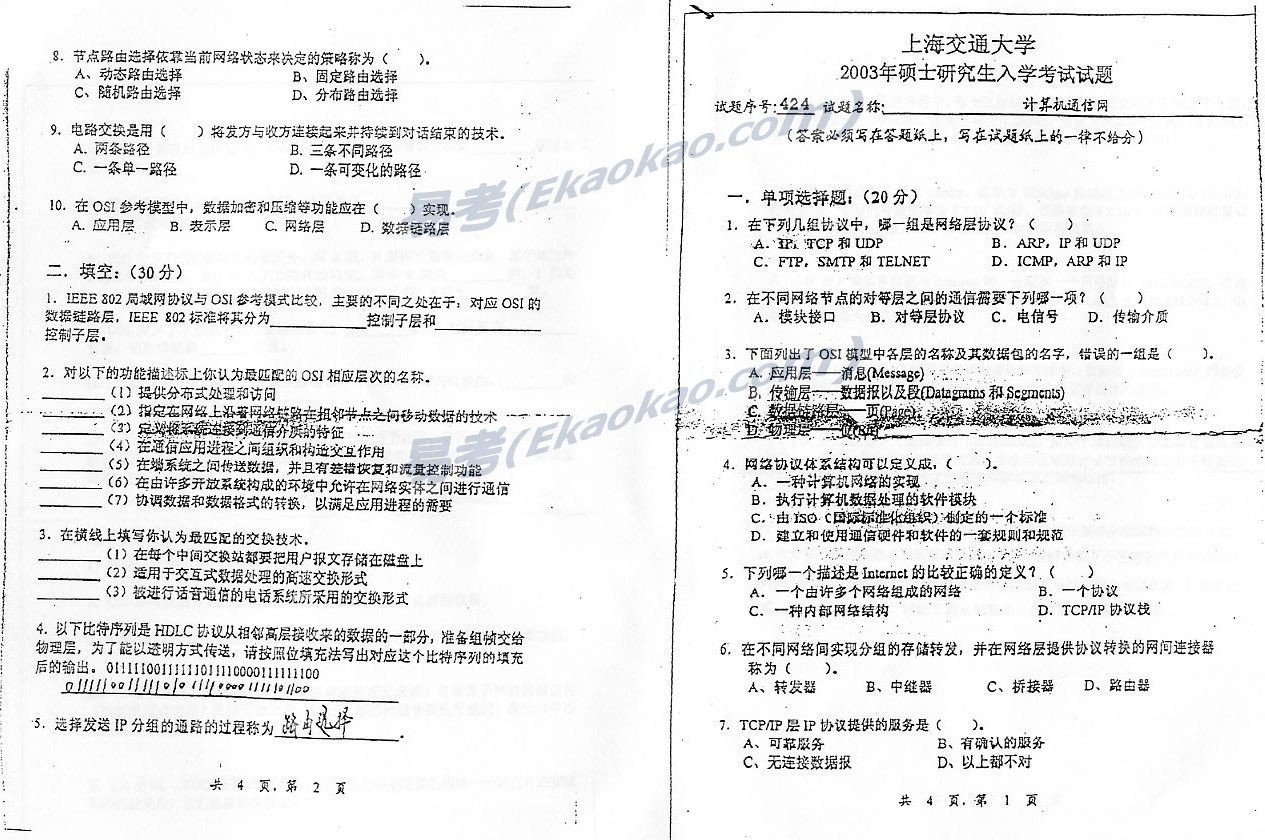 8．节点路由选择依靠当前网络状态来决定的策略称为（ ）。
A、动态路由选择 B、固定路由选择
C、随机路由选择 D、分布路由选择
9．电路交换是用（ ）将发方与收方连接起来并持续到对话结束的技术。
A. 两条路径 B. 三条不同路径
C. 一条单一路径 D. 一条可变化的路径
10．在 OSI 参考模型中，数据加密和压缩等功能应在（ ）实现。
A. 应用层 B. 表示层 C. 网络层 D. 数据链路层
二．填空：（30 分）
1．IEEE 802 局域网协议与 OSI 参考模式比较，主要的不同之处在于，对应 OSI 的
数据链路层，IEEE 802 标准将其分为____________控制子层和____________
控制子层。
2．对以下的功能描述标上你认为最匹配的 OSI 相应层次的名称。
________（1）提供分布式处理和访问
________（2）指定在网络上沿着网络链路在相邻节点之间移动数据的技术
________（3）定义将系统连接到通信介质的特征
________（4）在通信应用进程之间组织和构造交互作用
________（5）在端系统之间传送数据，并且有差错恢复和流量控制功能
________（6）在由许多开放系统构成的环境中允许在网络实体之间进行通信
________（7）协调数据和数据格式的转换，以满足应用进程的需要
3．在横线上填写你认为最匹配的交换技术。
________（1）在每个中间交换站都要把用户报文存储在磁盘上
________（2）适用于交互式数据处理的高速交换形式
________（3）被进行话音通信的电话系统所采用的交换形式
4．以下比特序列是 HDLC 协议从相邻高层接收来的数据的一部分，准备组帧交给
物理层，为了能以透明方式传送，请按照位填充法写出对应这个比特序列的填充
后的输出。0111110011111101111100001111111100
5．选择发送 IP 分组的通路的过程称为 路由选择 ．
共 4 页．第 2 页
上海交通大学
2003年硕士研究生入学考试试题
试题序号：424 试题名称： 计算机通信网
（答案必须写在答题纸上，写在试题纸上的一律不给分）
一．单项选择题：（20 分）
1．在下列几组协议中，哪一组是网络层协议？（ ）
A．IP，TCP 和 UDP B．ARP，IP 和 UDP
C．FTP，SMTP 和 TELNET D．ICMP，ARP 和 IP
2．在不同网络节点的对等层之间的通信需要下列哪一项？（ ）
A．模块接口 B．对等层协议 C．电信号 D．传输介质
3．下面列出了 OSI 模型中各层的名称及其数据包的名字，错误的一组是（ ）。
A. 应用层——消息(Message)
B. 传输层——数据报以及段(Datagrams 和 Segments)
C. 数据链路层——页(Page)
D. 物理层——位(Bit)
4．网络协议体系结构可以定义成：（ ）。
A．一种计算机网络的实现
B．执行计算机数据处理的软件模块
C．由 ISO（国际标准化组织）制定的一个标准
D．建立和使用通信硬件和软件的一套规则和规范
5．下列哪一个描述是 Internet 的比较正确的定义？（ ）
A．一个由许多个网络组成的网络 B．一个协议
C．一种内部网络结构 D．TCP/IP 协议栈
6．在不同网络间实现分组的存储转发，并在网络层提供协议转换的网间连接器
称为（ ）。
A、转发器 B、中继器 C、桥接器 D、路由器
7．TCP/IP 层 IP 协议提供的服务是（ ）。
A、可靠服务 B、有确认的服务
C、无连接数据报 D、以上都不对
共 4 页．第 1 页
易考(Ekaokao.com)
易考(Ekaokao.com)